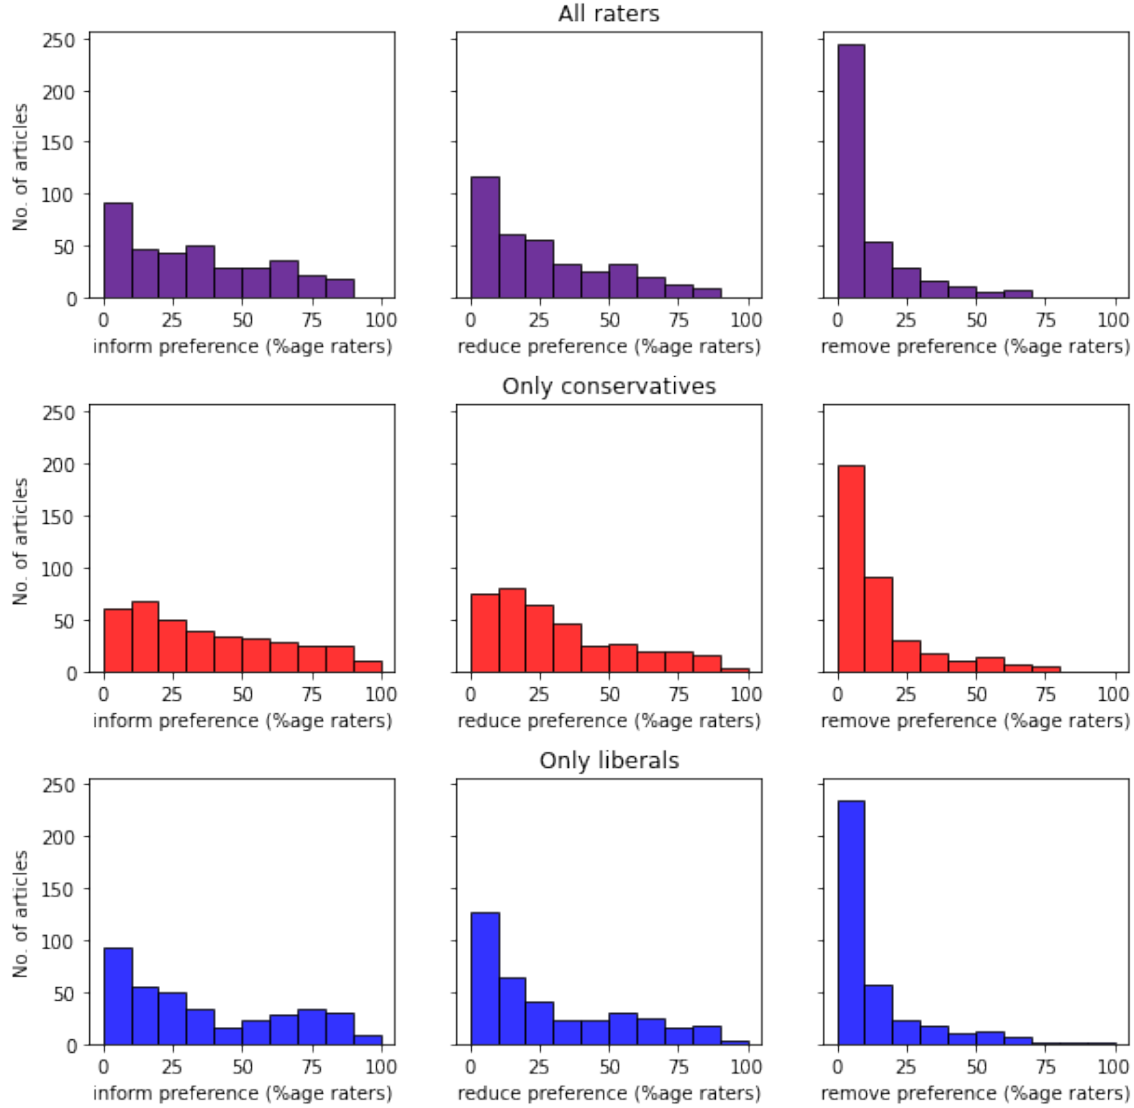 All raters
250
200
150
100
50
0
No. of articles
0 25 50 75 100
inform preference (%age raters)
0 25 50 75 100
reduce preference (%age raters)
0 25 50 75 100
remove preference (%age raters)
Only conservatives
250
200
150
100
50
0
No. of articles
0 25 50 75 100
inform preference (%age raters)
0 25 50 75 100
reduce preference (%age raters)
0 25 50 75 100
remove preference (%age raters)
Only liberals
250
200
150
100
50
0
No. of articles
0 25 50 75 100
inform preference (%age raters)
0 25 50 75 100
reduce preference (%age raters)
0 25 50 75 100
remove preference (%age raters)